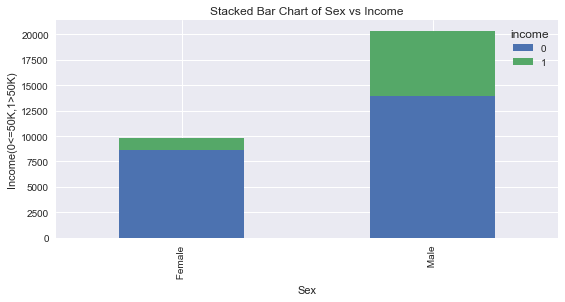 Stacked Bar Chart of Sex vs Income
income
0
1
20000
17500
15000
12500
10000
7500
5000
2500
0
Income(0<=50K,1>50K)
Female
Male
Sex